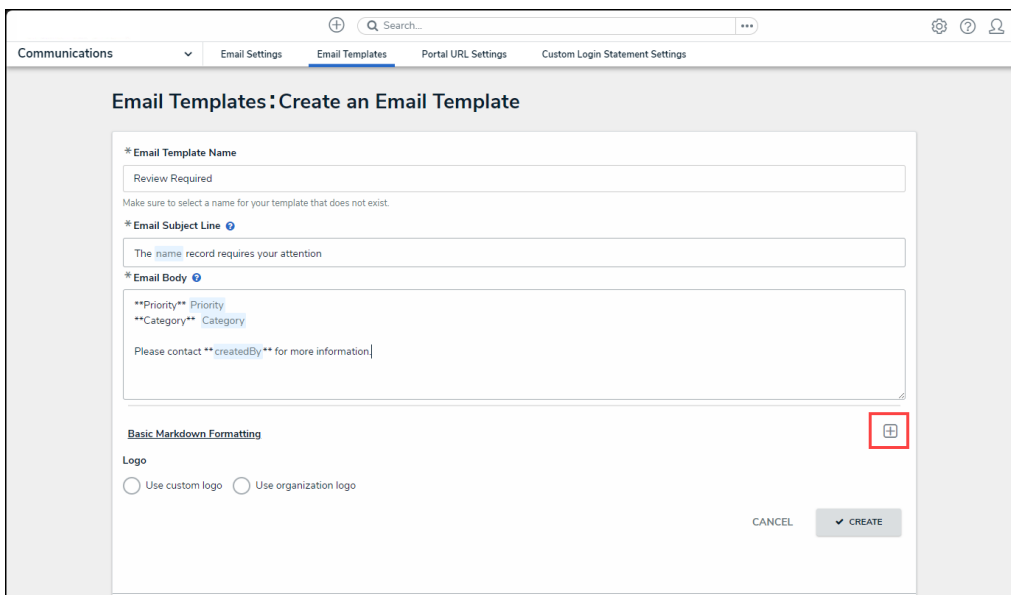 Search...
Communications Email Settings Email Templates Portal URL Settings Custom Login Statement Settings
Email Templates: Create an Email Template
*Email Template Name
Review Required
Make sure to select a name for your template that does not exist.
*Email Subject Line ?
The name record requires your attention
*Email Body ?
**Priority** Priority
**Category** Category
Please contact **createdBy** for more information.
Basic Markdown Formatting
Logo
Use custom logo Use organization logo
CANCEL CREATE